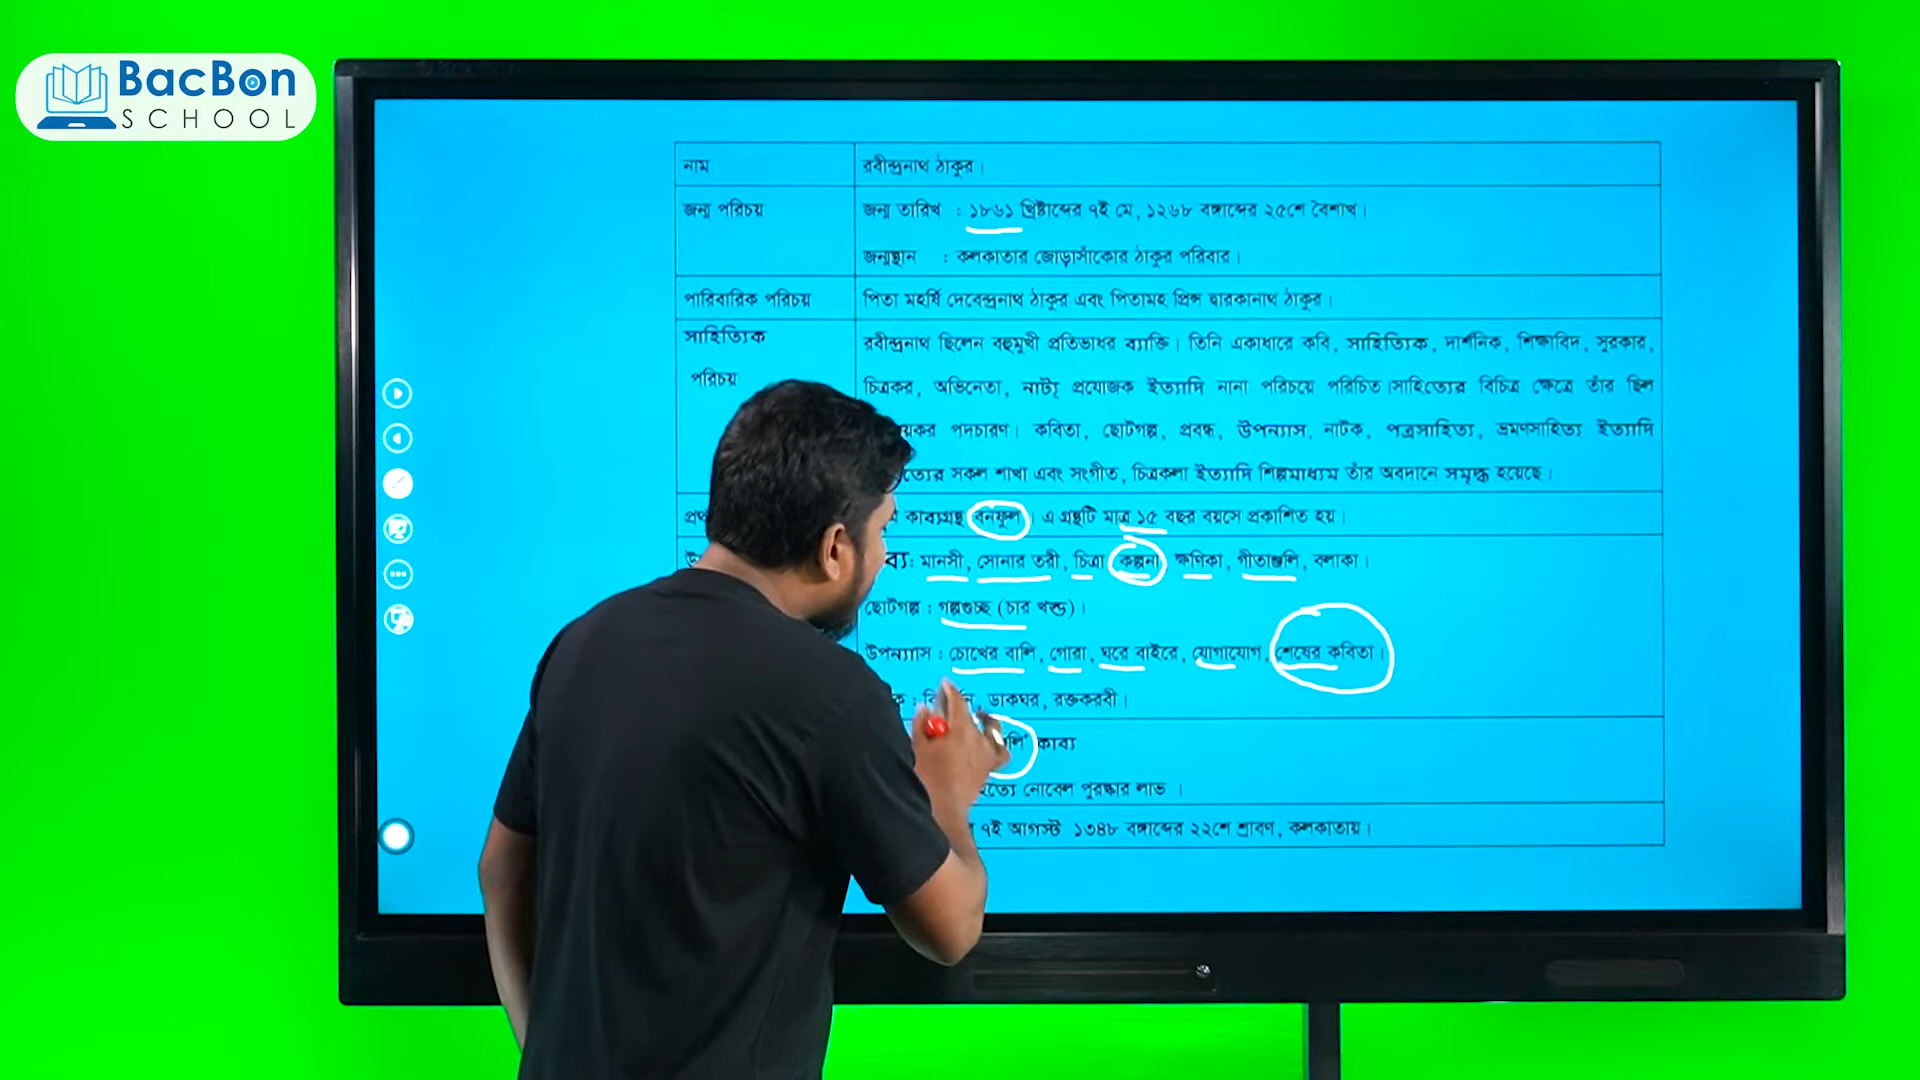 BacBon
SCHOOL
নাম
রবীন্দ্রনাথ ঠাকুর।
জন্ম পরিচয়
জন্ম তারিখ : ১৮৬১ খ্রিষ্টাব্দের ৭ই মে, ১২৬৮ বঙ্গাব্দের ২৫শে বৈশাখ।
জন্মস্থান : কলকাতার জোড়াসাঁকোর ঠাকুর পরিবার।
পারিবারিক পরিচয়
পিতা মহর্ষি দেবেন্দ্রনাথ ঠাকুর এবং পিতামহ প্রিন্স দ্বারকানাথ ঠাকুর।
সাহিত্যিক
পরিচয়
রবীন্দ্রনাথ ছিলেন বহুমুখী প্রতিভাধর ব্যাক্তি। তিনি একাধারে কবি, সাহিত্যিক, দার্শনিক, শিক্ষাবিদ, সুরকার,
চিত্রকর, অভিনেতা, নাট্য প্রযোজক ইত্যাদি নানা পরিচয়ে পরিচিত।সাহিত্যের বিচিত্র ক্ষেত্রে তাঁর ছিল
পদচারণ। কবিতা, ছোটগল্প, প্রবন্ধ, উপন্যাস, নাটক, পত্রসাহিত্য, ভ্রমণসাহিত্য ইত্যাদি
সকল শাখা এবং সংগীত, চিত্রকলা ইত্যাদি শিল্পমাধ্যম তাঁর অবদানে সমৃদ্ধ হয়েছে।
কাব্যগ্রন্থ বনফুল। এ গ্রন্থটি মাত্র ১৫ বছর বয়সে প্রকাশিত হয়।
মানসী, সোনার তরী, চিত্রা কল্পনা ক্ষণিকা, গীতাঞ্জলি, বলাকা।
ছোটগল্প : গল্পগুচ্ছ (চার খন্ড)।
উপন্যাস : চোখের বালি, গোরা, ঘরে বাইরে, যোগাযোগ, শেষের কবিতা।
ডাকঘর, রক্তকরবী।
কাব্য
নোবেল পুরষ্কার লাভ ।
৭ই আগস্ট ১৩৪৮ বঙ্গাব্দের ২২শে শ্রাবণ, কলকাতায়।